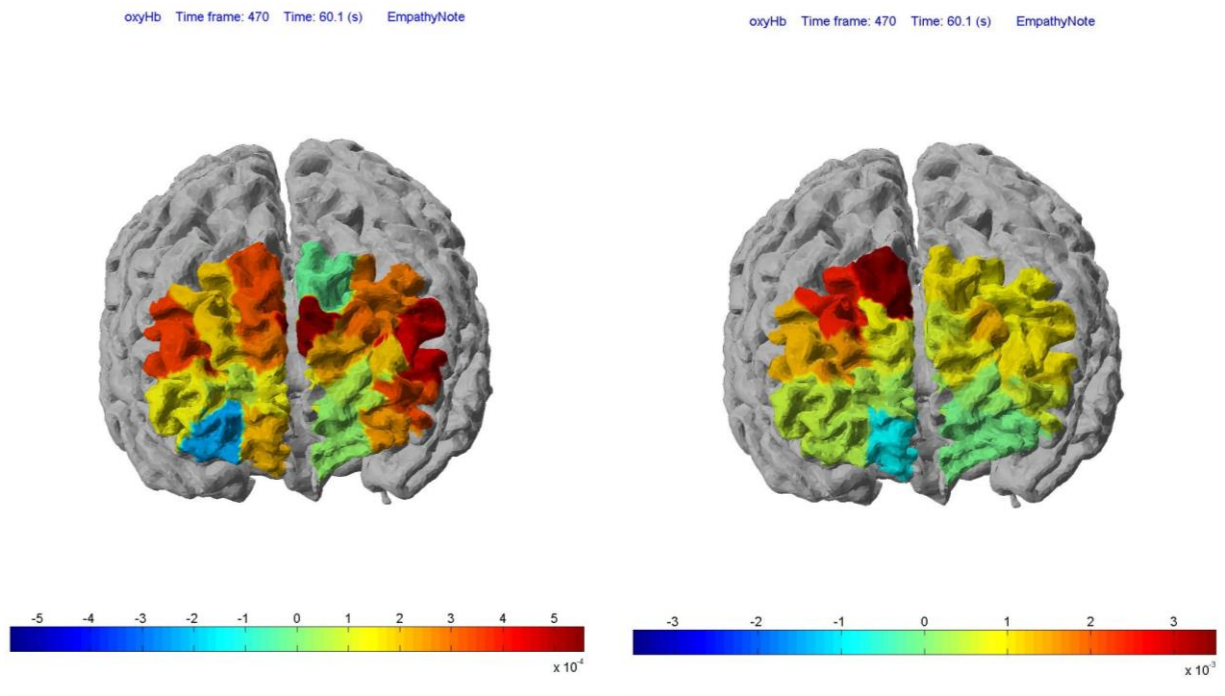 oxyHb Time frame: 470 Time: 60.1 (s) EmpathyNote
-5 -4 -3 -2 -1 0 1 2 3 4 5
x 10⁻⁴
oxyHb Time frame: 470 Time: 60.1 (s) EmpathyNote
-3 -2 -1 0 1 2 3
x 10⁻³